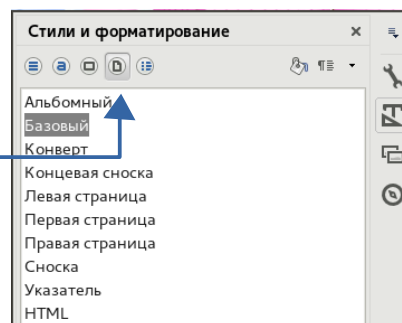 Стили и форматирование
Альбомный
Базовый
Конверт
Концевая сноска
Левая страница
Первая страница
Правая страница
Сноска
Указатель
HTML